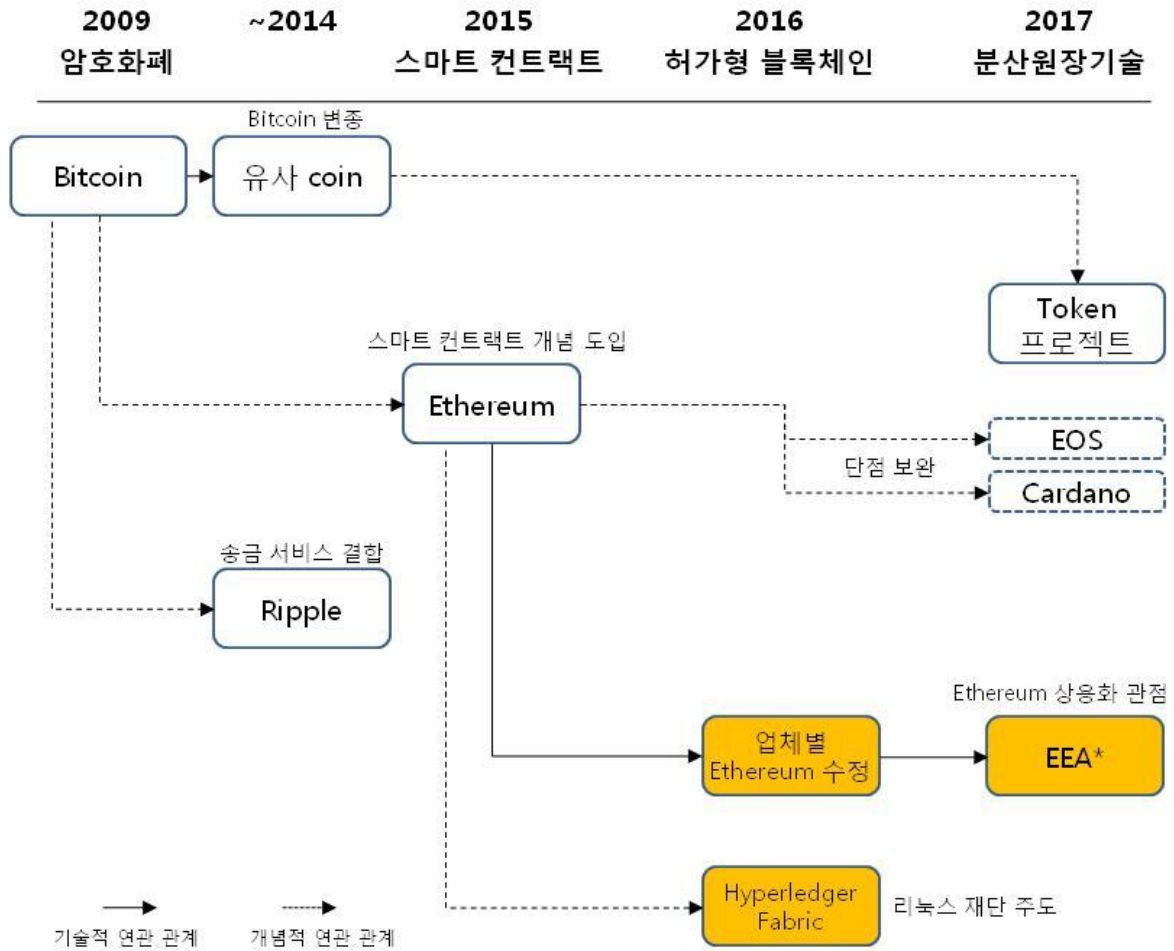 2009
암호화폐
~2014
2015
스마트 컨트랙트
2016
허가형 블록체인
2017
분산원장기술
Bitcoin 변종
Bitcoin
유사 coin
Token
프로젝트
스마트 컨트랙트 개념 도입
Ethereum
EOS
단점 보완
Cardano
송금 서비스 결합
Ripple
Ethereum 상용화 관점
업체별
Ethereum 수정
EEA*
Hyperledger
Fabric
리눅스 재단 주도
기술적 연관 관계
개념적 연관 관계